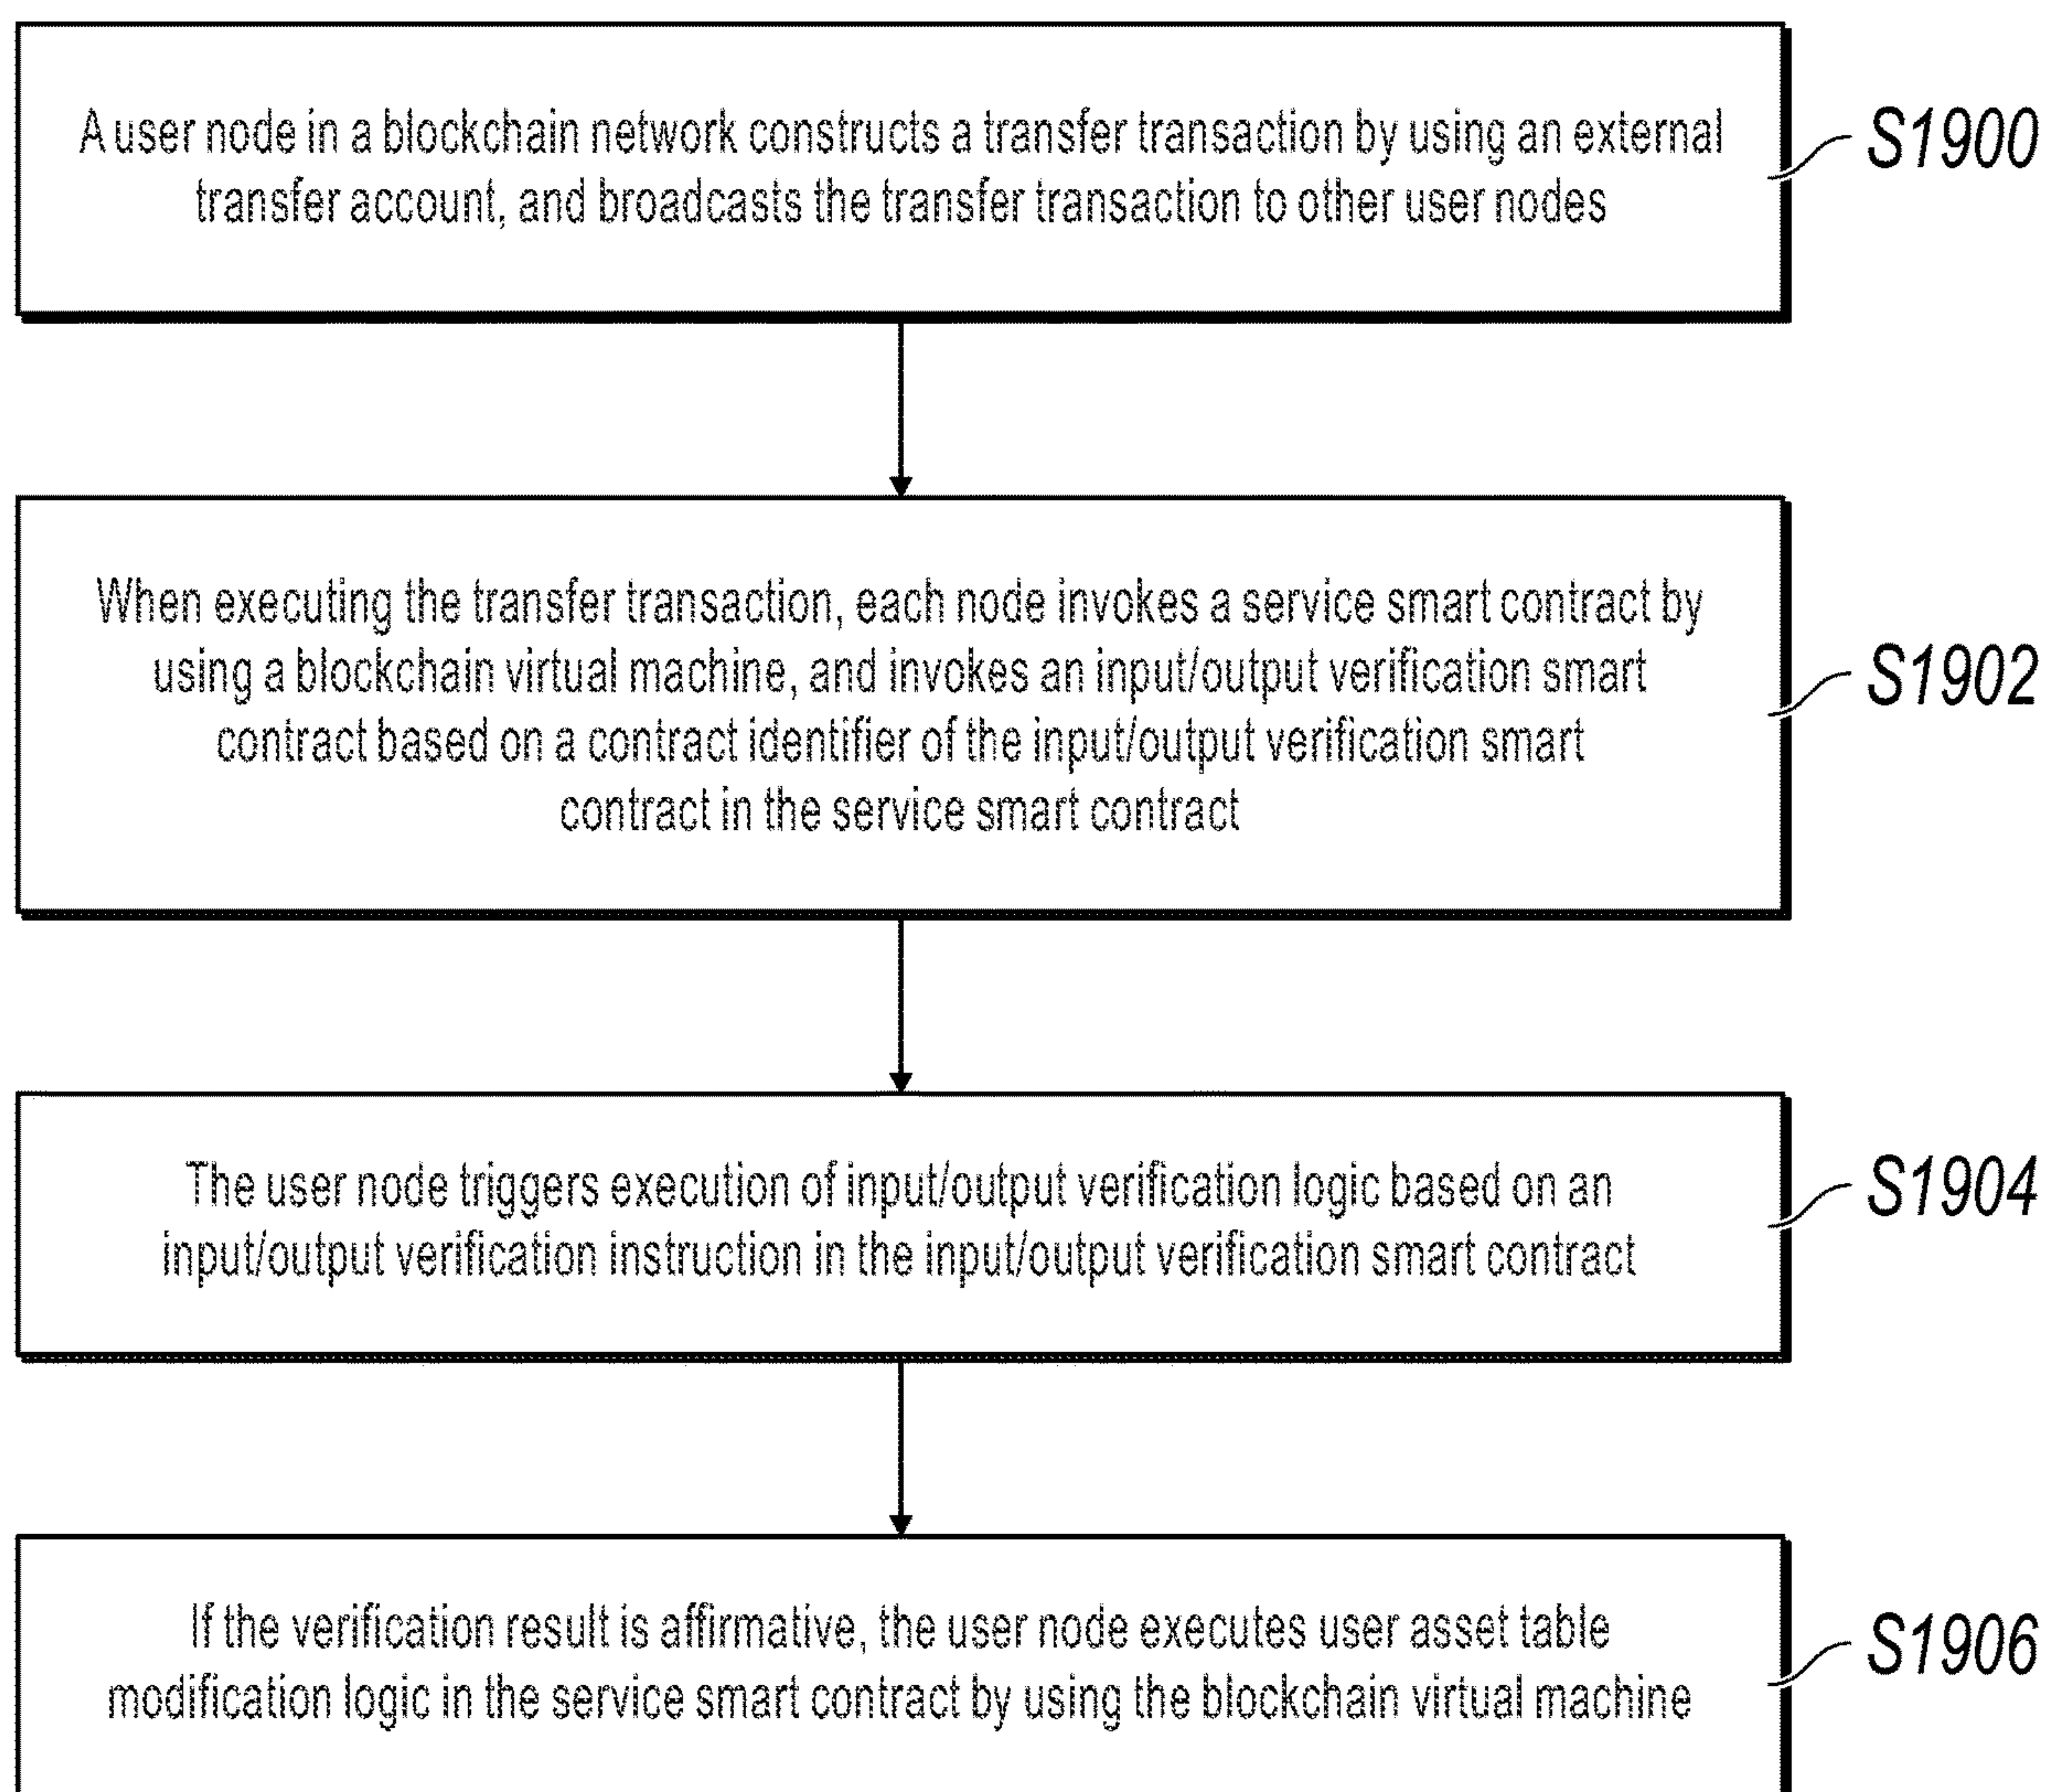 A user node in a blockchain network constructs a transfer transaction by using an external
transfer account, and broadcasts the transfer transaction to other user nodes
S1900
When executing the transfer transaction, each node invokes a service smart contract by
using a blockchain virtual machine, and invokes an input/output verification smart
contract based on a contract identifier of the input/output verification smart
contract in the service smart contract
S1902
The user node triggers execution of input/output verification logic based on an
input/output verification instruction in the input/output verification smart contract
S1904
If the verification result is affirmative, the user node executes user asset table
modification logic in the service smart contract by using the blockchain virtual machine
S1906